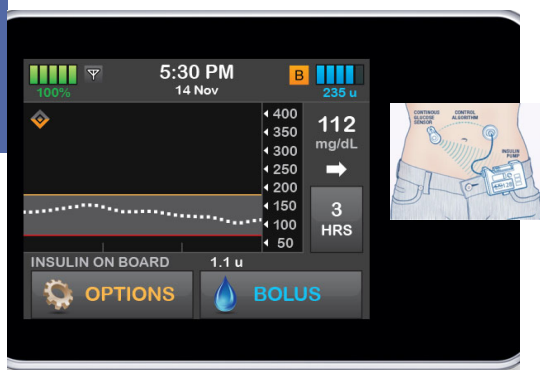 5:30 PM
B
100%
14 Nov
235 u
400
350
300
250
200
150
100
50
112
mg/dL
3
HRS
INSULIN ON BOARD 1.1 u
OPTIONS
BOLUS
CONTINOUS
GLUCOSE
SENSOR
CONTROL
ALGORITHM
INSULIN
PUMP